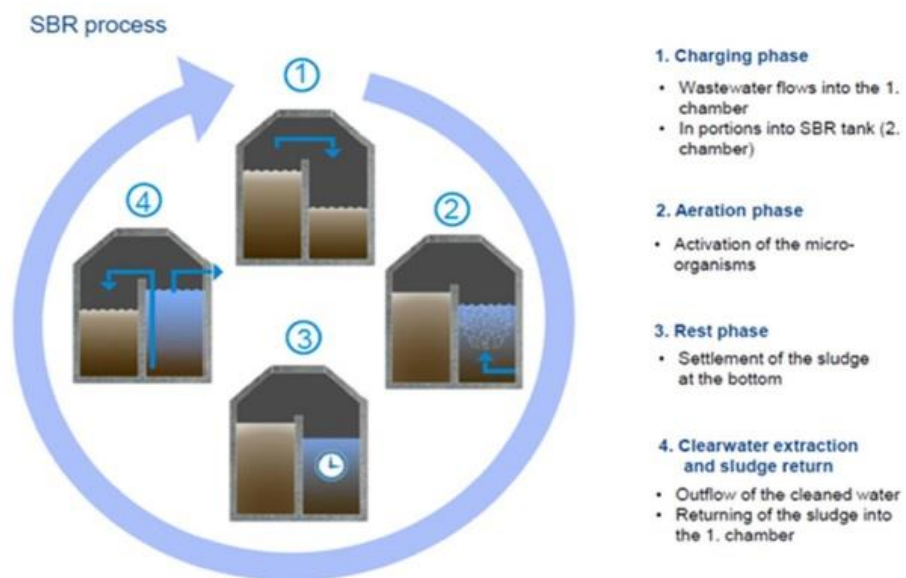 SBR process
1
2
3
4
1. Charging phase
• Wastewater flows into the 1.
chamber
• In portions into SBR tank (2.
chamber)
2. Aeration phase
• Activation of the micro-
organisms
3. Rest phase
• Settlement of the sludge
at the bottom
4. Clearwater extraction
and sludge return
• Outflow of the cleaned water
• Returning of the sludge into
the 1. chamber